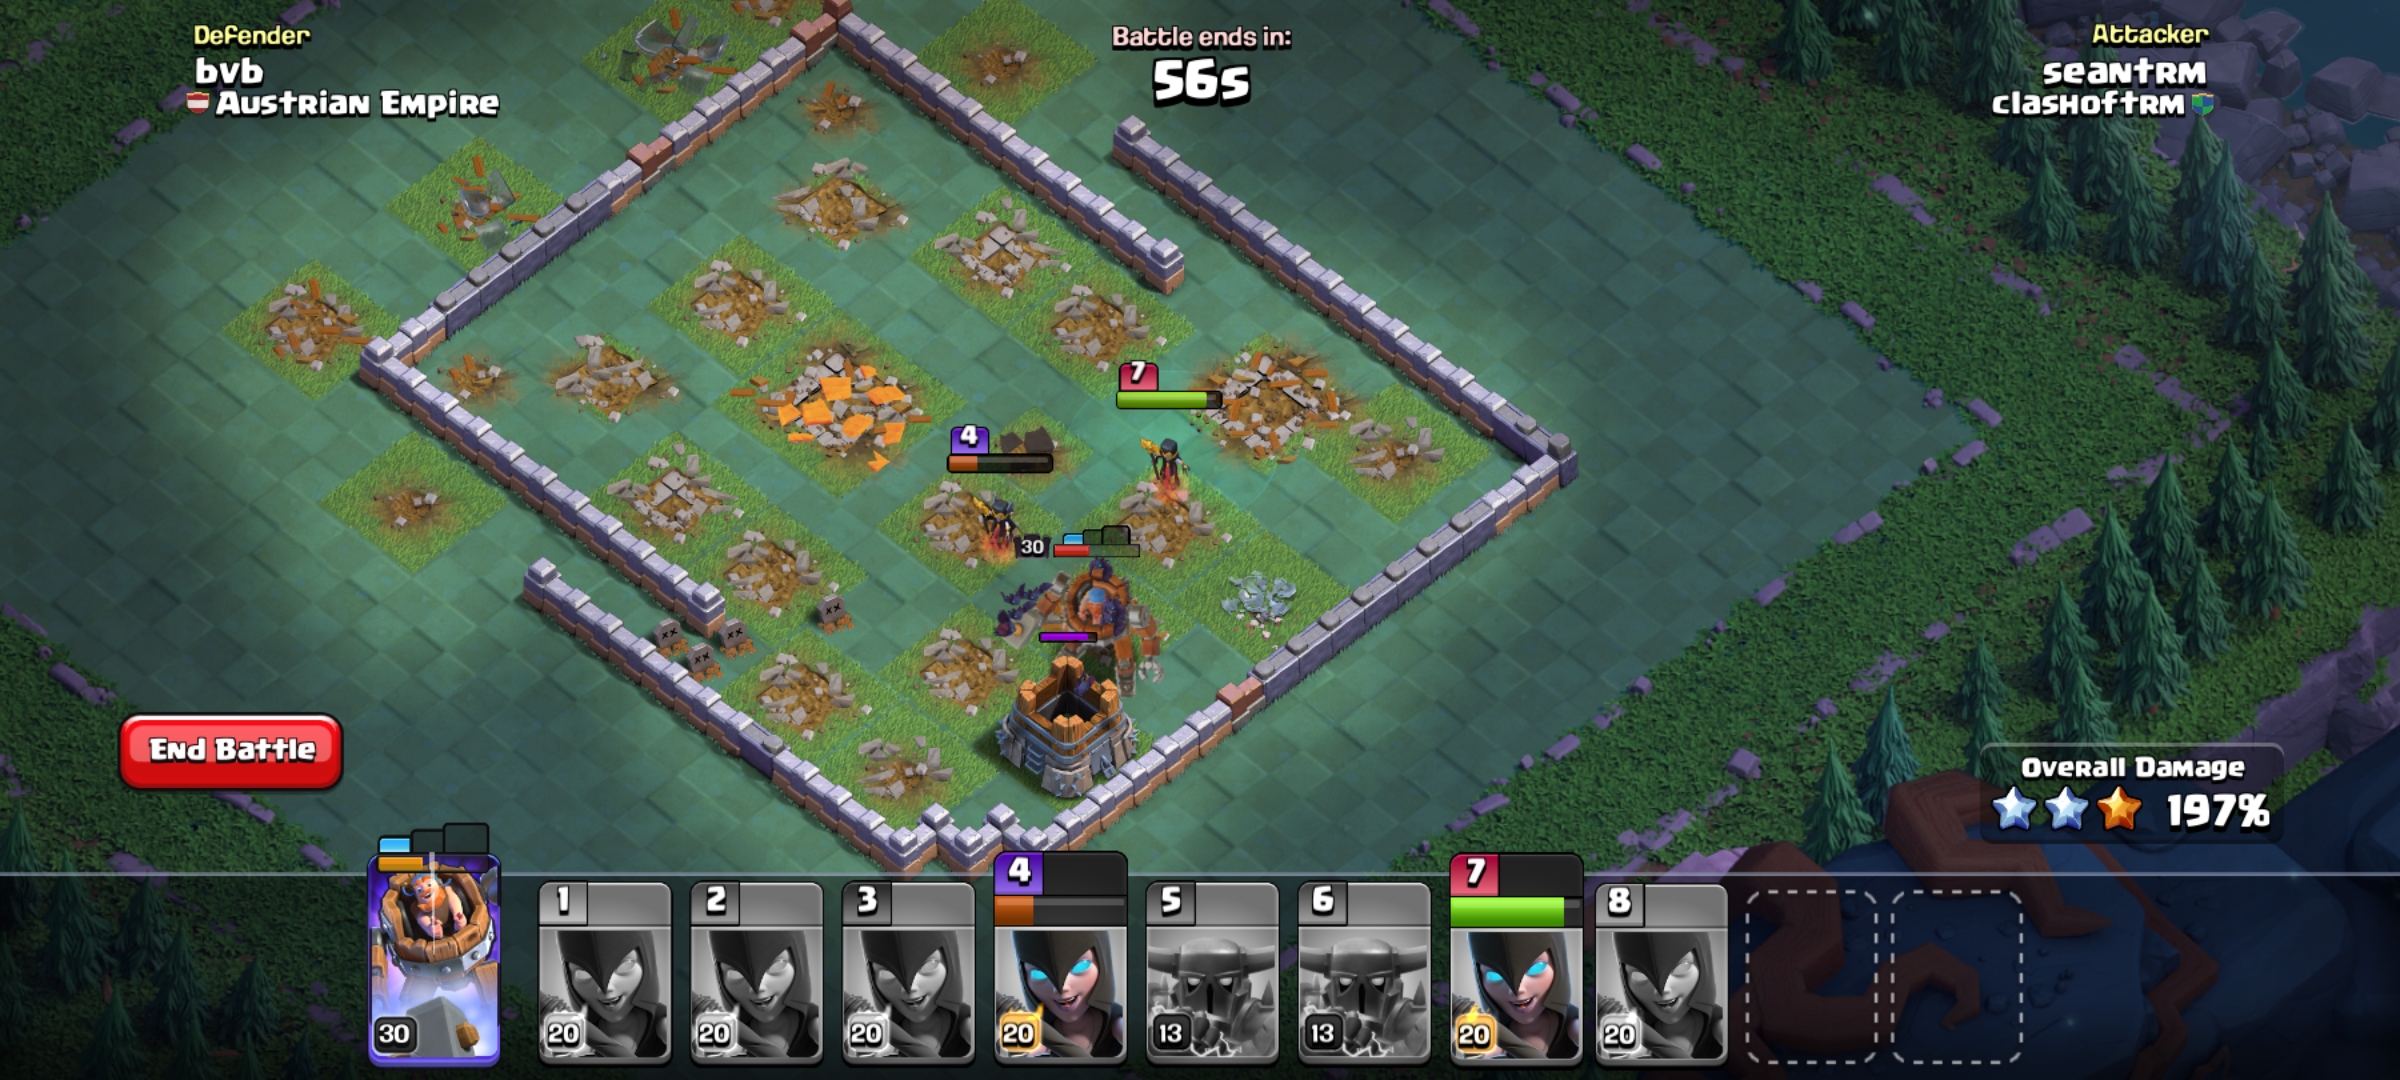 Defender
bvb
Austrian Empire
Battle ends in:
56s
Attacker
seantRM
clashoftRM
7
4
30
End Battle
Overall Damage
197%
30
1
20
2
20
3
20
4
20
5
13
6
13
7
20
8
20